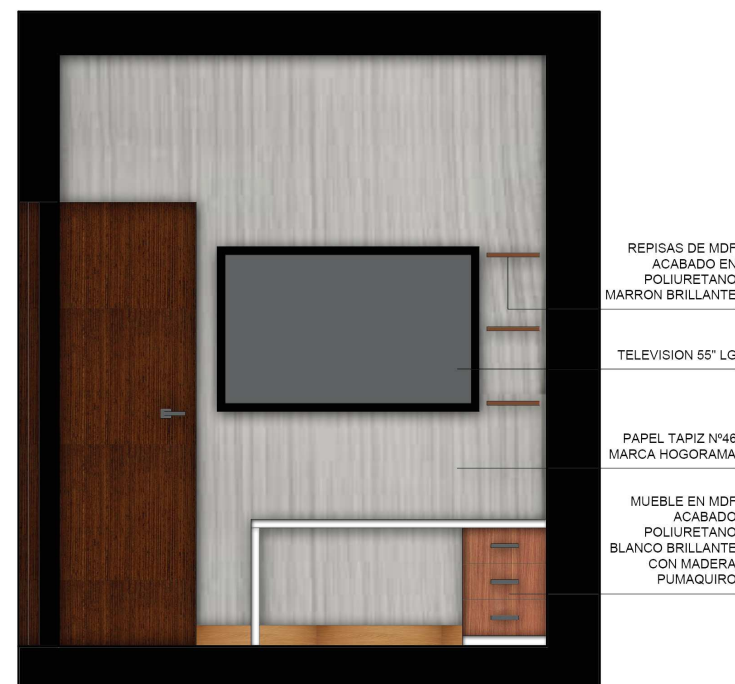 REPISAS DE MDF
ACABADO EN
POLIURETANO
MARRON BRILLANTE
TELEVISION 55" LG
PAPEL TAPIZ Nº46
MARCA HOGORAMA
MUEBLE EN MDF
ACABADO
POLIURETANO
BLANCO BRILLANTE
CON MADERA
PUMAQUIRO